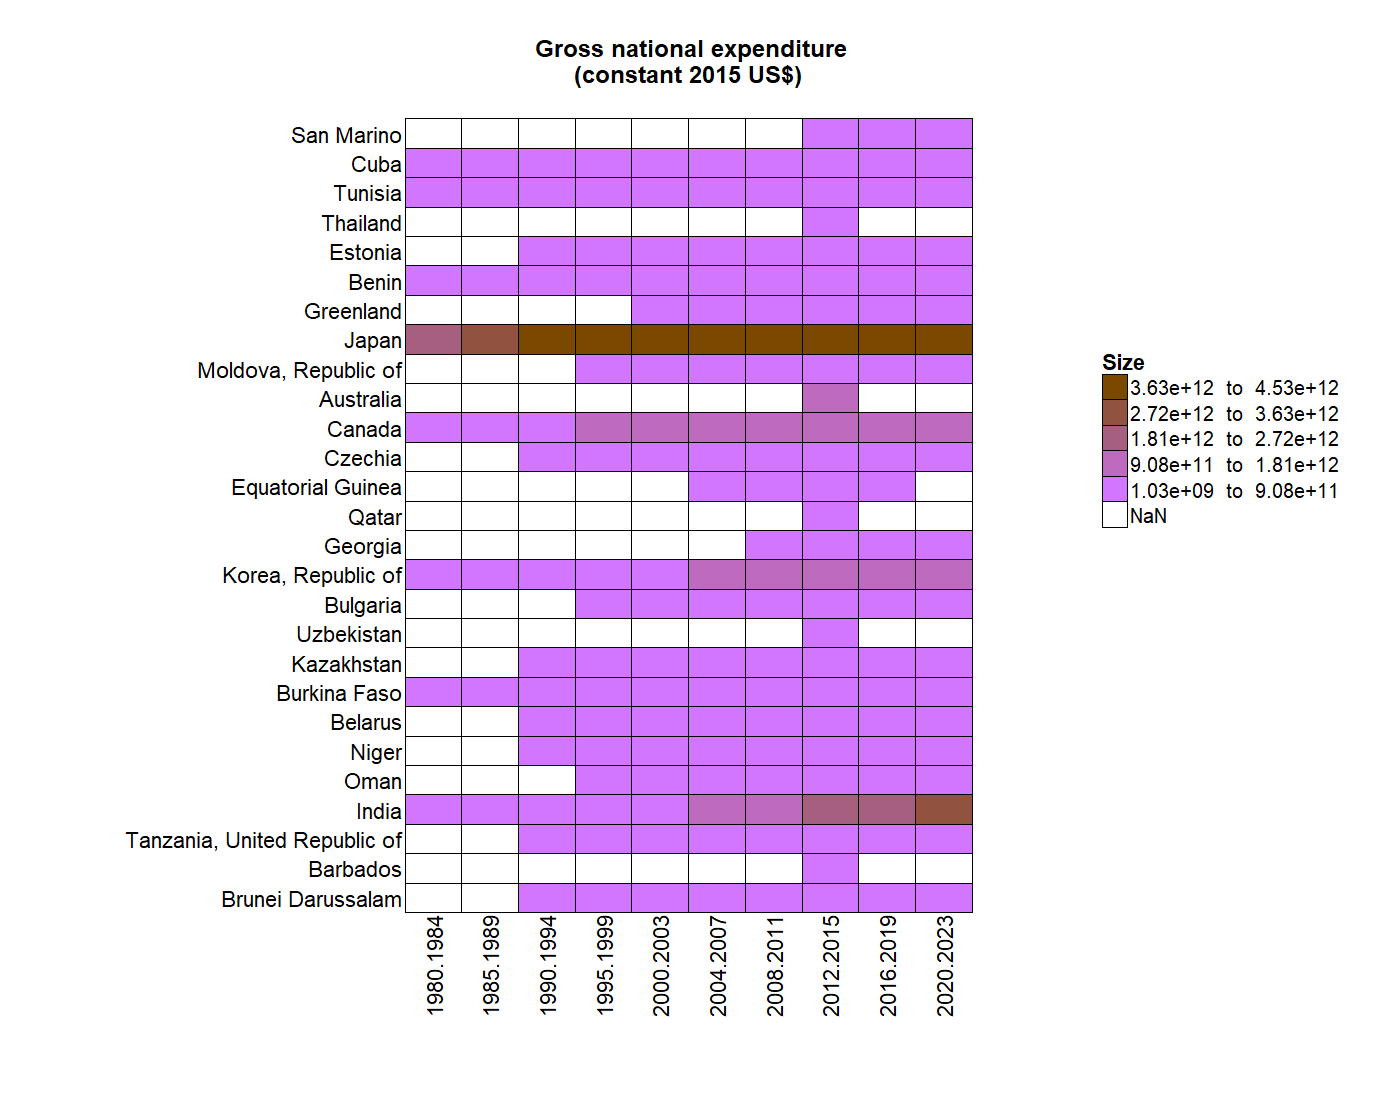 Gross national expenditure
(constant 2015 US$)
San Marino
Cuba
Tunisia
Thailand
Estonia
Benin
Greenland
Japan
Moldova, Republic of
Australia
Canada
Czechia
Equatorial Guinea
Qatar
Georgia
Korea, Republic of
Bulgaria
Uzbekistan
Kazakhstan
Burkina Faso
Belarus
Niger
Oman
India
Tanzania, United Republic of
Barbados
Brunei Darussalam
1980.1984
1985.1989
1990.1994
1995.1999
2000.2003
2004.2007
2008.2011
2012.2015
2016.2019
2020.2023
Size
3.63e+12 to 4.53e+12
2.72e+12 to 3.63e+12
1.81e+12 to 2.72e+12
9.08e+11 to 1.81e+12
1.03e+09 to 9.08e+11
NaN